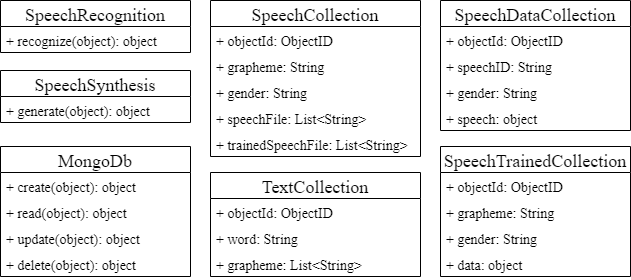 SpeechRecognition
+ recognize(object): object
SpeechSynthesis
+ generate(object): object
MongoDb
+ create(object): object
+ read(object): object
+ update(object): object
+ delete(object): object
SpeechCollection
+ objectId: ObjectID
+ grapheme: String
+ gender: String
+ speechFile: List<String>
+ trainedSpeechFile: List<String>
TextCollection
+ objectId: ObjectID
+ word: String
+ grapheme: List<String>
SpeechDataCollection
+ objectId: ObjectID
+ speechID: String
+ gender: String
+ speech: object
SpeechTrainedCollection
+ objectId: ObjectID
+ grapheme: String
+ gender: String
+ data: object